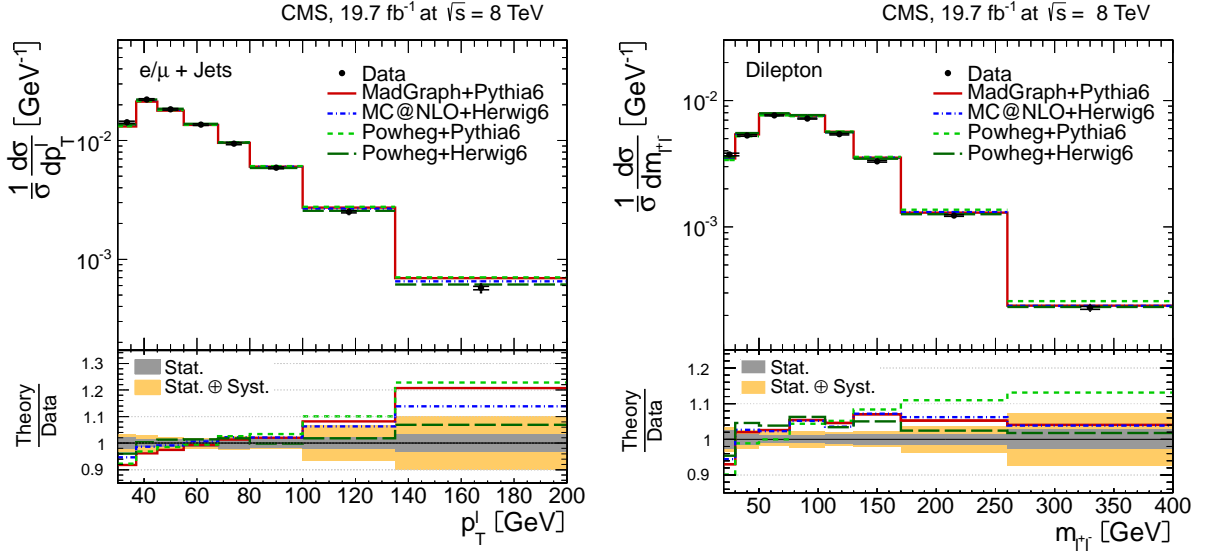 CMS, 19.7 fb⁻¹ at √s = 8 TeV
e/μ + Jets
Data
MadGraph+Pythia6
MC@NLO+Herwig6
Powheg+Pythia6
Powheg+Herwig6
1/σ dσ/dp_T^l [GeV⁻¹]
10⁻²
10⁻³
Stat.
Stat. ⊕ Syst.
Theory
Data
1.3
1.2
1.1
1
0.9
40 60 80 100 120 140 160 180 200
p_T^l [GeV]
CMS, 19.7 fb⁻¹ at √s = 8 TeV
Dilepton
Data
MadGraph+Pythia6
MC@NLO+Herwig6
Powheg+Pythia6
Powheg+Herwig6
1/σ dσ/dm_l⁺l⁻ [GeV⁻¹]
10⁻²
10⁻³
Stat.
Stat. ⊕ Syst.
Theory
Data
1.2
1.1
1
0.9
50 100 150 200 250 300 350 400
m_l⁺l⁻ [GeV]